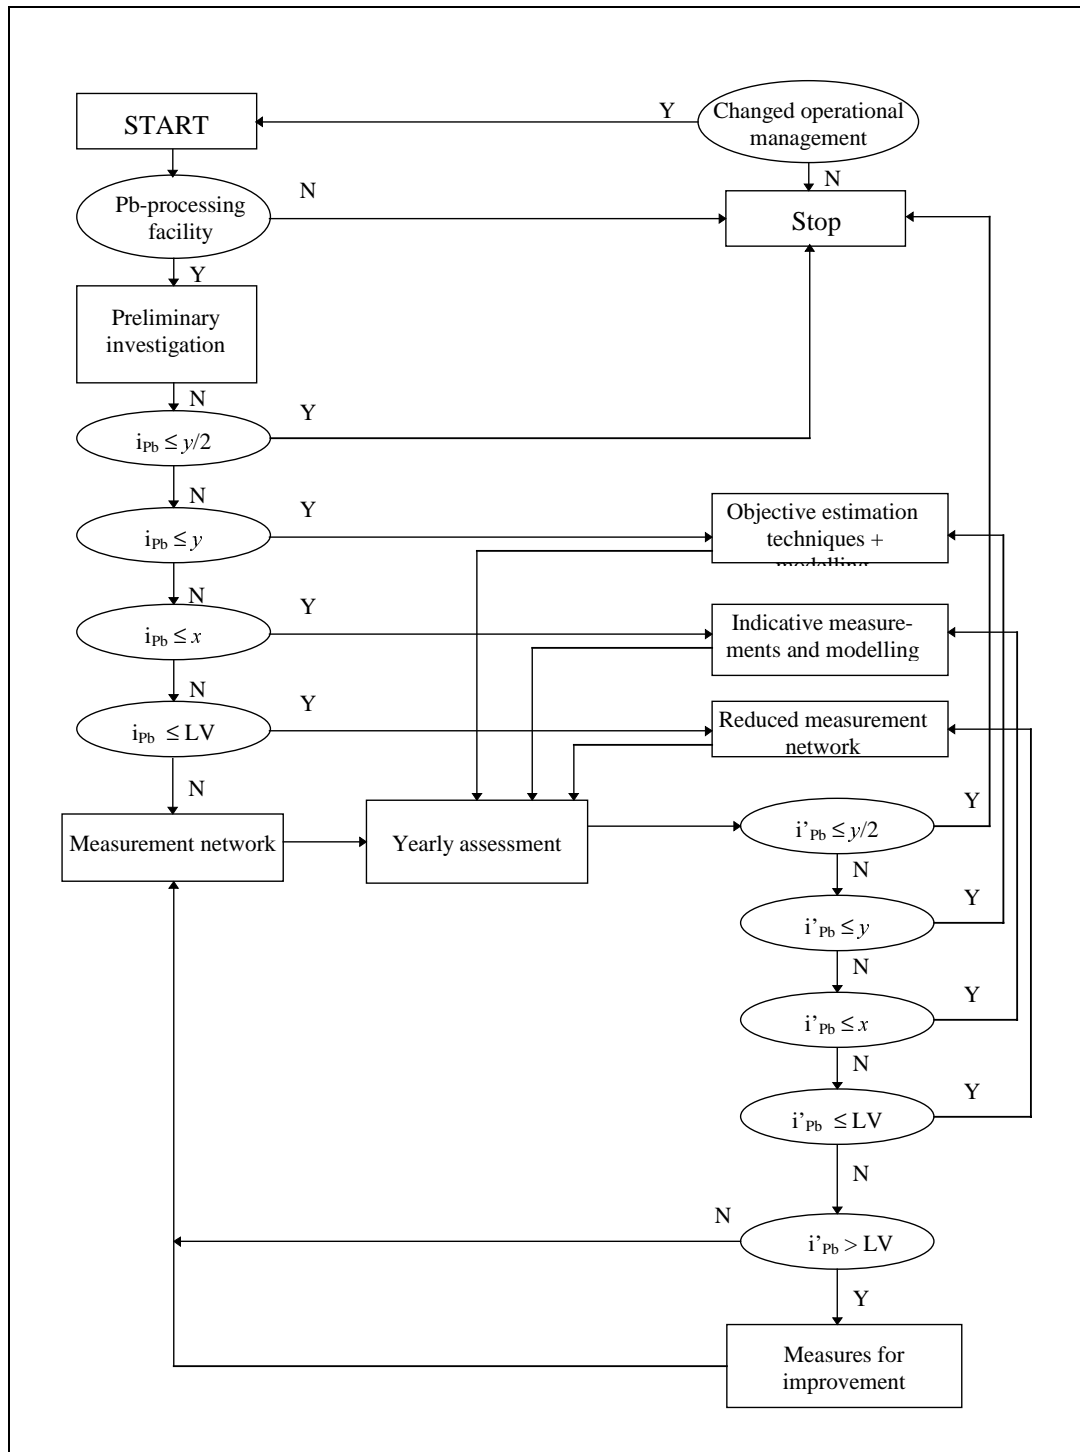 START
Y
Changed operational
management
N
Pb-processing
facility
N
Stop
Y
Preliminary
investigation
N
iPb ≤ y/2
Y
N
iPb ≤ y
Y
Objective estimation
techniques +
modelling
N
iPb ≤ x
Y
Indicative measure-
ments and modelling
N
iPb ≤ LV
Y
Reduced measurement
network
N
Measurement network
Yearly assessment
i'Pb ≤ y/2
Y
N
i'Pb ≤ y
Y
N
i'Pb ≤ x
Y
N
i'Pb ≤ LV
Y
N
N
i'Pb > LV
Y
Measures for
improvement